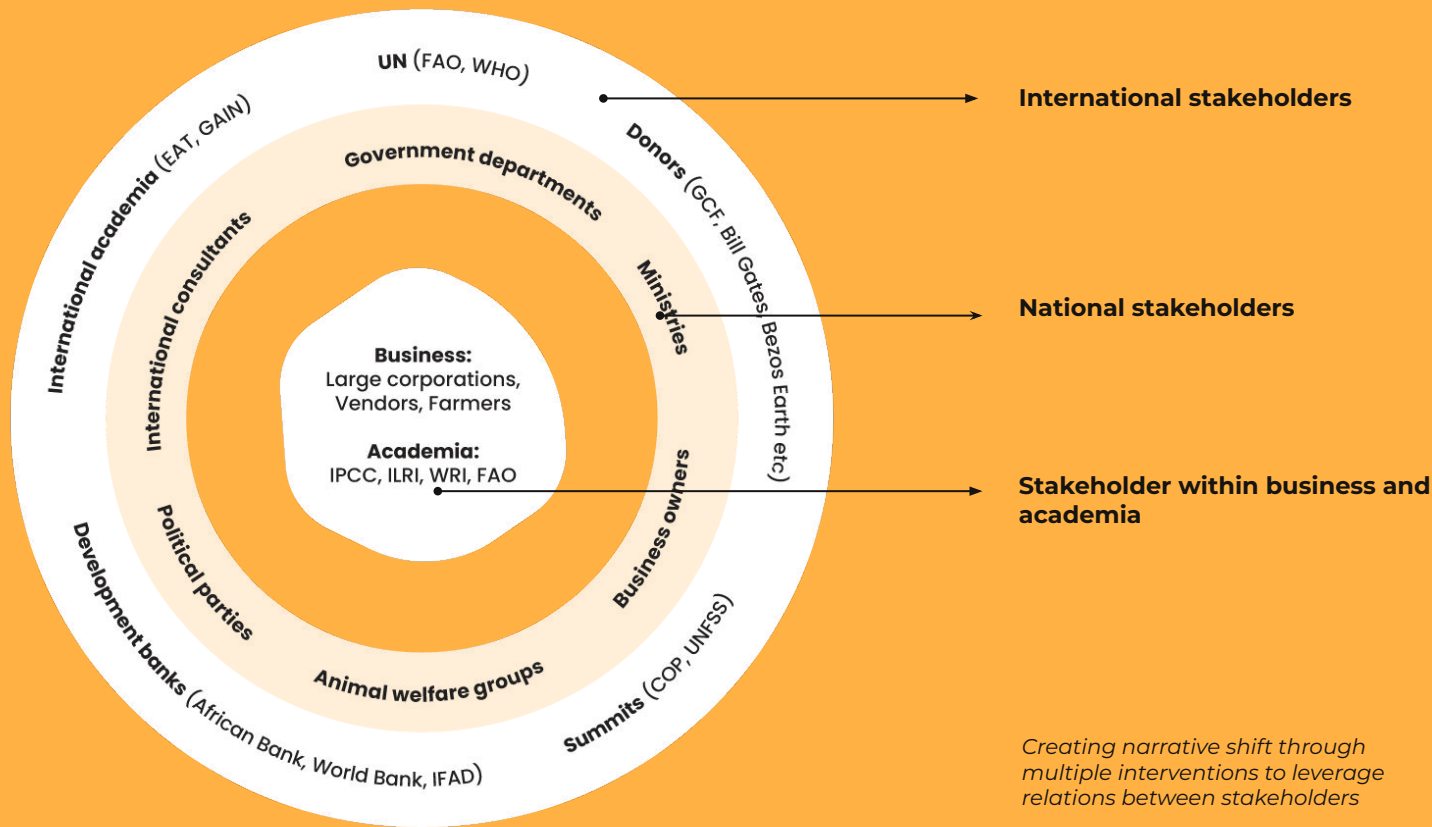 UN (FAO, WHO)
Donors (GCF, Bill Gates, Bezos Earth etc)
Summits (COP, UNFSS)
Development banks (African Bank, World Bank, IFAD)
International academia (EAT, GAIN)
Government departments
Ministries
Business owners
Animal welfare groups
Political parties
International consultants
Business:
Large corporations,
Vendors, Farmers
Academia:
IPCC, ILRI, WRI, FAO
International stakeholders
National stakeholders
Stakeholder within business and
academia
Creating narrative shift through
multiple interventions to leverage
relations between stakeholders